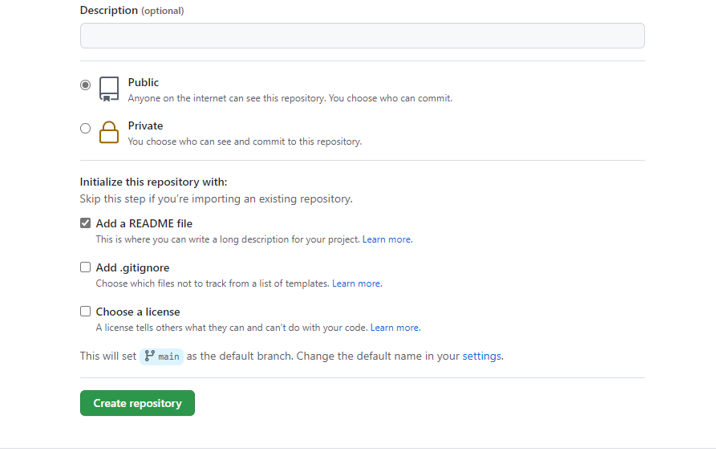 Description (optional)
Public
Anyone on the internet can see this repository. You choose who can commit.
Private
You choose who can see and commit to this repository.
Initialize this repository with:
Skip this step if you're importing an existing repository.
Add a README file
This is where you can write a long description for your project. Learn more.
Add .gitignore
Choose which files not to track from a list of templates. Learn more.
Choose a license
A license tells others what they can and can't do with your code. Learn more.
This will set main as the default branch. Change the default name in your settings.
Create repository